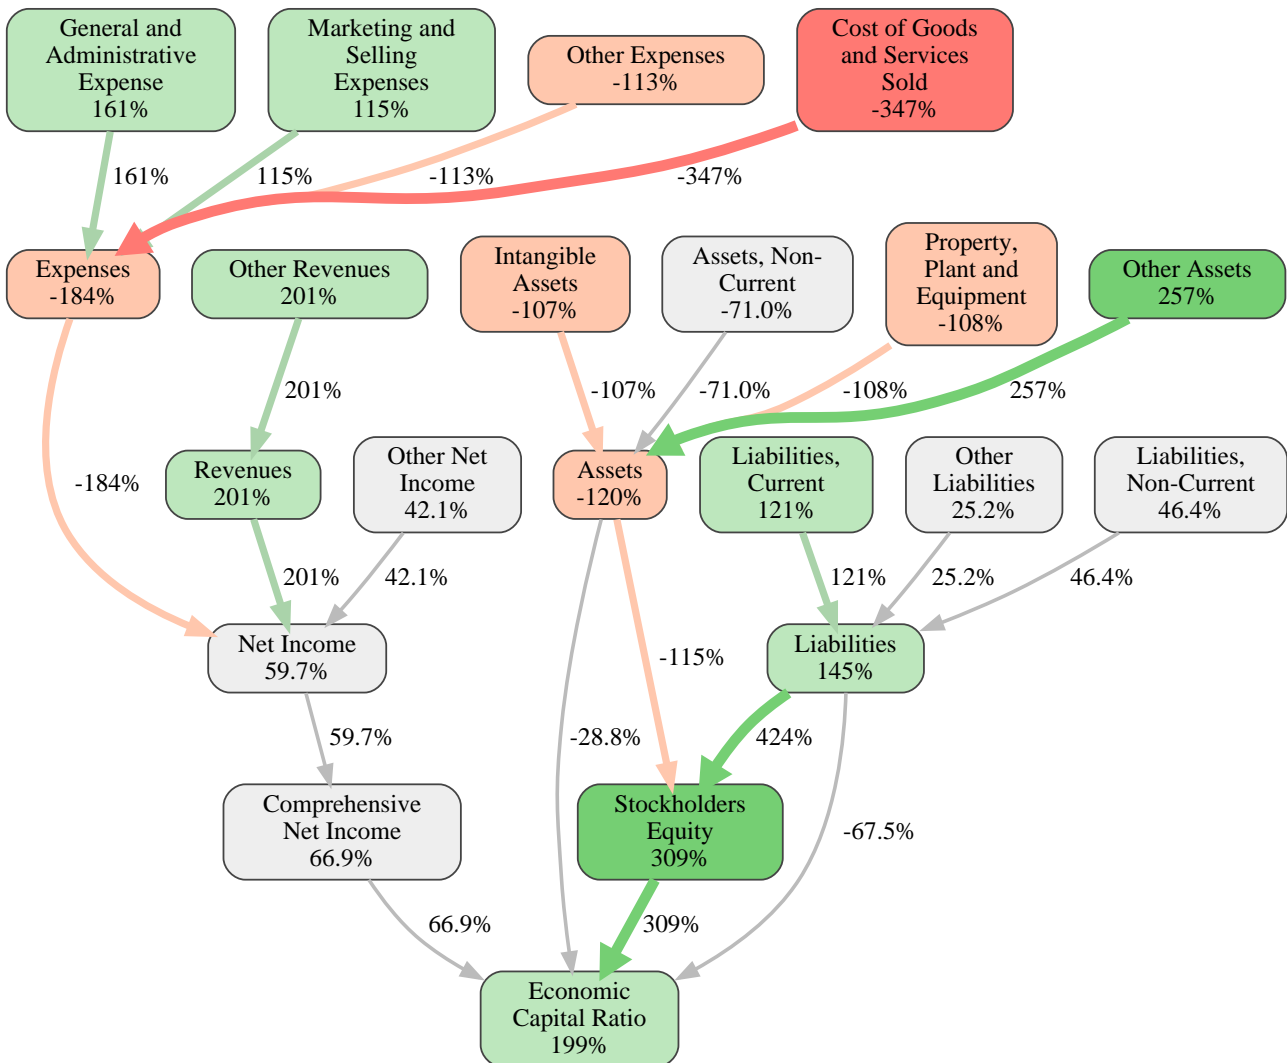 General and
Administrative
Expense
161%
Marketing and
Selling
Expenses
115%
Other Expenses
-113%
Cost of Goods
and Services
Sold
-347%
161%
115%
-113%
-347%
Expenses
-184%
Other Revenues
201%
Intangible
Assets
-107%
Assets, Non-
Current
-71.0%
Property,
Plant and
Equipment
-108%
Other Assets
257%
201%
-107%
-71.0%
-108%
257%
-184%
Revenues
201%
Other Net
Income
42.1%
Assets
-120%
Liabilities,
Current
121%
Other
Liabilities
25.2%
Liabilities,
Non-Current
46.4%
201%
42.1%
121%
25.2%
46.4%
Net Income
59.7%
-115%
Liabilities
145%
59.7%
-28.8%
424%
Comprehensive
Net Income
66.9%
Stockholders
Equity
309%
-67.5%
66.9%
309%
Economic
Capital Ratio
199%